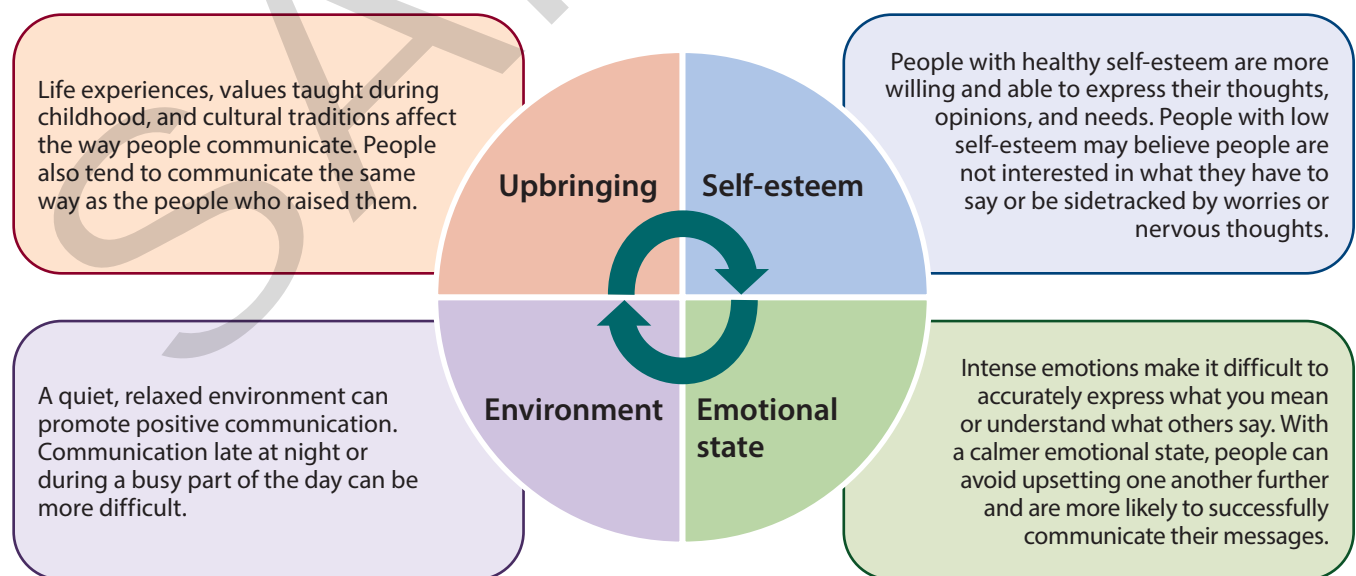 Life experiences, values taught during
childhood, and cultural traditions affect
the way people communicate. People
also tend to communicate the same
way as the people who raised them.
Upbringing
Self-esteem
People with healthy self-esteem are more
willing and able to express their thoughts,
opinions, and needs. People with low
self-esteem may believe people are
not interested in what they have to
say or be sidetracked by worries or
nervous thoughts.
A quiet, relaxed environment can
promote positive communication.
Communication late at night or
during a busy part of the day can be
more difficult.
Environment
Emotional
state
Intense emotions make it difficult to
accurately express what you mean
or understand what others say. With
a calmer emotional state, people can
avoid upsetting one another further
and are more likely to successfully
communicate their messages.